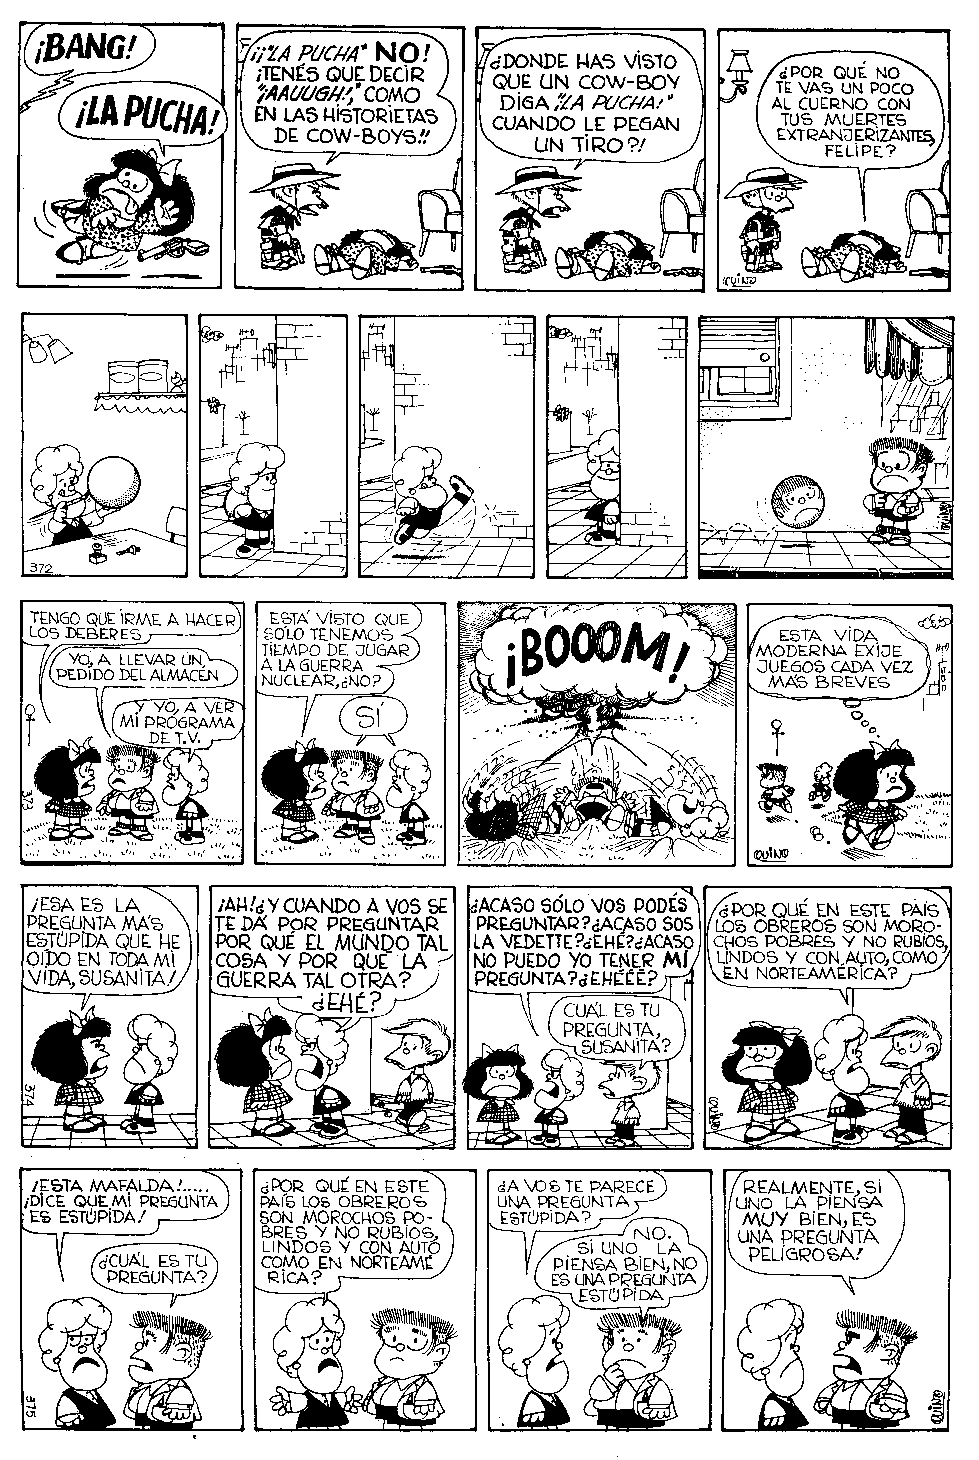 ¡BANG!
¡LA PUCHA!
¡¡"LA PUCHA" NO!
¡TENÉS QUE DECIR
"¡AAUUGH!," COMO
EN LAS HISTORIETAS
DE COW-BOYS!!
¿DONDE HAS VISTO
QUE UN COW-BOY
DIGA "¡LA PUCHA!"
CUANDO LE PEGAN
UN TIRO?!
¿POR QUÉ NO
TE VAS UN POCO
AL CUERNO CON
TUS MUERTES
EXTRANJERIZANTES,
FELIPE?
QUINO
372
QUINO
TENGO QUE IRME A HACER
LOS DEBERES
YO, A LLEVAR UN
PEDIDO DEL ALMACÉN
Y YO, A VER
MI PROGRAMA
DE T.V.
373
ESTÁ VISTO QUE
SÓLO TENEMOS
TIEMPO DE JUGAR
A LA GUERRA
NUCLEAR, ¿NO?
SÍ
¡BOOOM!
ESTA VIDA
MODERNA EXIJE
JUEGOS CADA VEZ
MÁS BREVES
QUINO
¡ESA ES LA
PREGUNTA MÁS
ESTÚPIDA QUE HE
OÍDO EN TODA MI
VIDA, SUSANITA!
374
¡AH! ¿Y CUANDO A VOS SE
TE DÁ POR PREGUNTAR
POR QUÉ EL MUNDO TAL
COSA Y POR QUÉ LA
GUERRA TAL OTRA?
¿EHÉ?
¿ACASO SÓLO VOS PODÉS
PREGUNTAR? ¿ACASO SOS
LA VEDETTE? ¿EHÉ? ¿ACASO
NO PUEDO YO TENER MI
PREGUNTA? ¿EHÉÉÉ?
CUÁL ES TU
PREGUNTA,
SUSANITA?
¿POR QUÉ EN ESTE PAÍS
LOS OBREROS SON MORO-
CHOS POBRES Y NO RUBIOS,
LINDOS Y CON AUTO, COMO
EN NORTEAMÉRICA?
QUINO
¡ESTA MAFALDA!.....
¡DICE QUE MI PREGUNTA
ES ESTÚPIDA!
¿CUÁL ES TU
PREGUNTA?
375
¿POR QUÉ EN ESTE
PAÍS LOS OBREROS
SON MOROCHOS PO-
BRES Y NO RUBIOS,
LINDOS Y CON AUTO
COMO EN NORTEAMÉ
RICA?
¿A VOS TE PARECE
UNA PREGUNTA
ESTÚPIDA?
NO.
SI UNO LA
PIENSA BIEN, NO
ES UNA PREGUNTA
ESTÚPIDA
REALMENTE, SI
UNO LA PIENSA
MUY BIEN, ES
UNA PREGUNTA
PELIGROSA!
QUINO